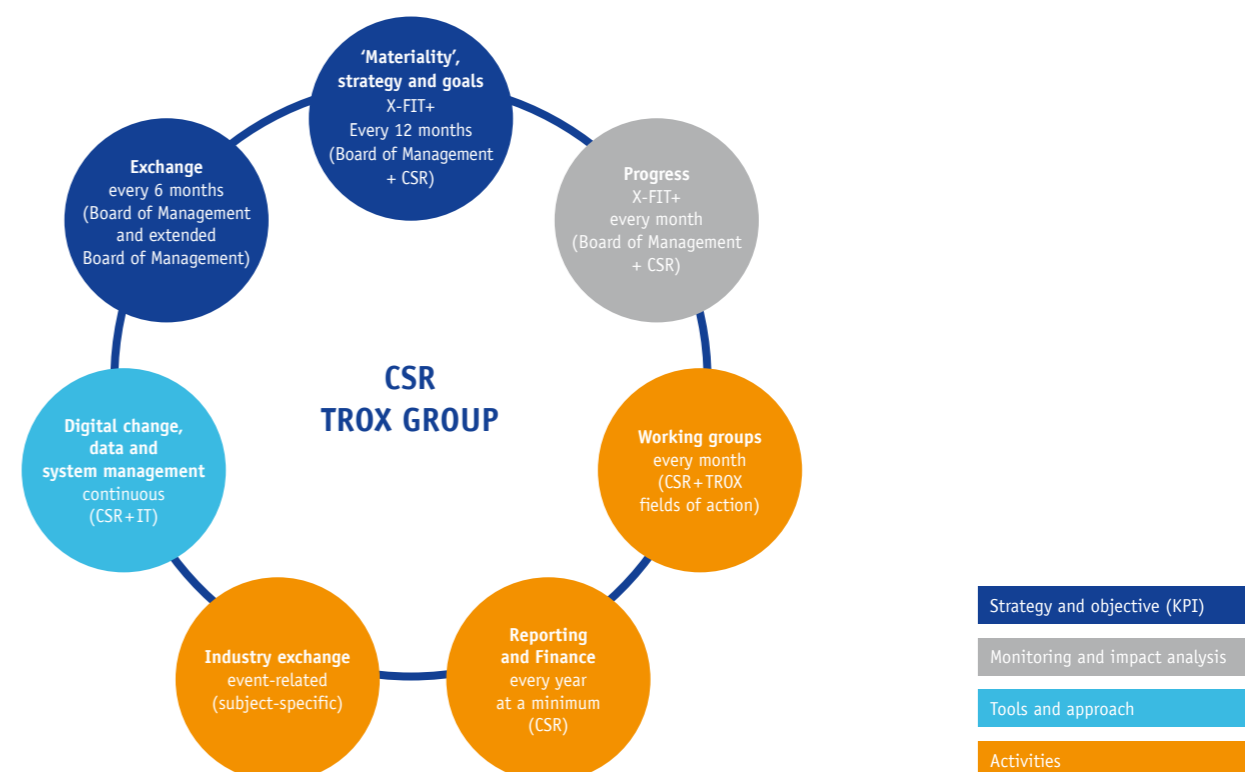 ‘Materiality’,
strategy and goals
X-FIT+
Every 12 months
(Board of Management
+ CSR)
Progress
X-FIT+
every month
(Board of Management
+ CSR)
Working groups
every month
(CSR+TROX
fields of action)
Reporting
and Finance
every year
at a minimum
(CSR)
Industry exchange
event-related
(subject-specific)
Digital change,
data and
system management
continuous
(CSR+IT)
Exchange
every 6 months
(Board of Management
and extended
Board of Management)
CSR
TROX GROUP
Strategy and objective (KPI)
Monitoring and impact analysis
Tools and approach
Activities